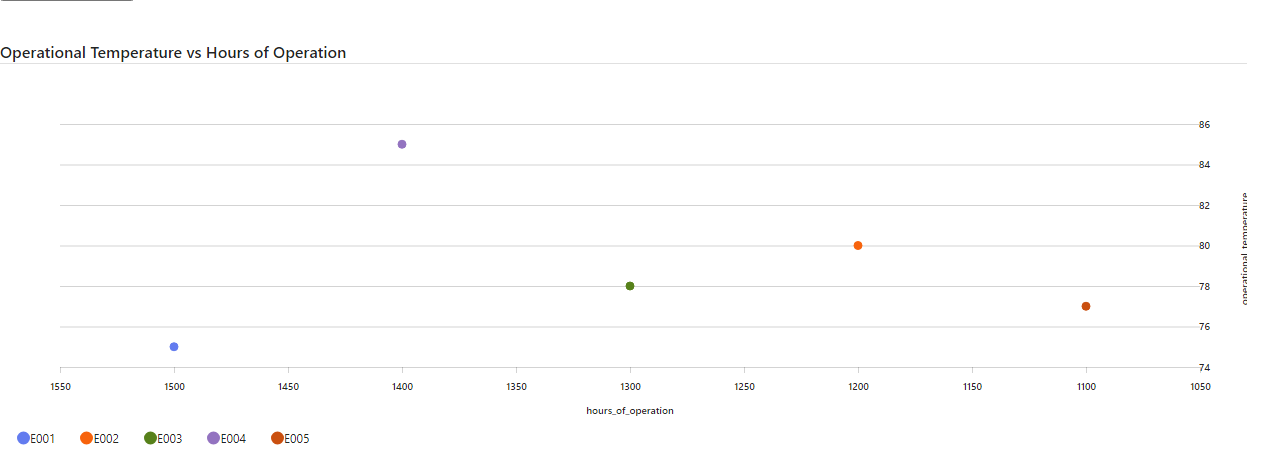 Operational Temperature vs Hours of Operation
86
84
82
80
78
76
74
operational_temperature
1550 1500 1450 1400 1350 1300 1250 1200 1150 1100 1050
hours_of_operation
E001 E002 E003 E004 E005